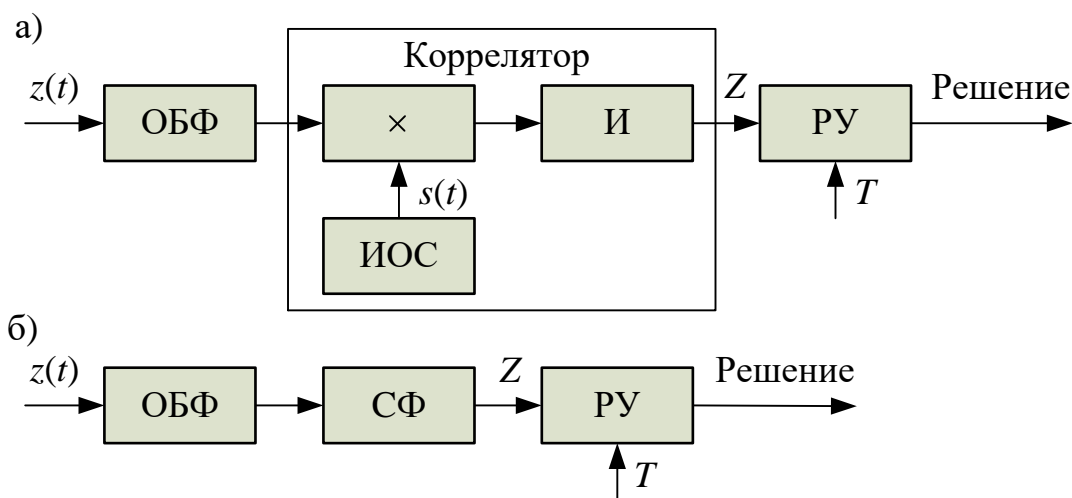 а)
Коррелятор
z(t)
ОБФ
×
И
Z
РУ
Решение
s(t)
T
ИОС
б)
z(t)
ОБФ
СФ
Z
РУ
Решение
T